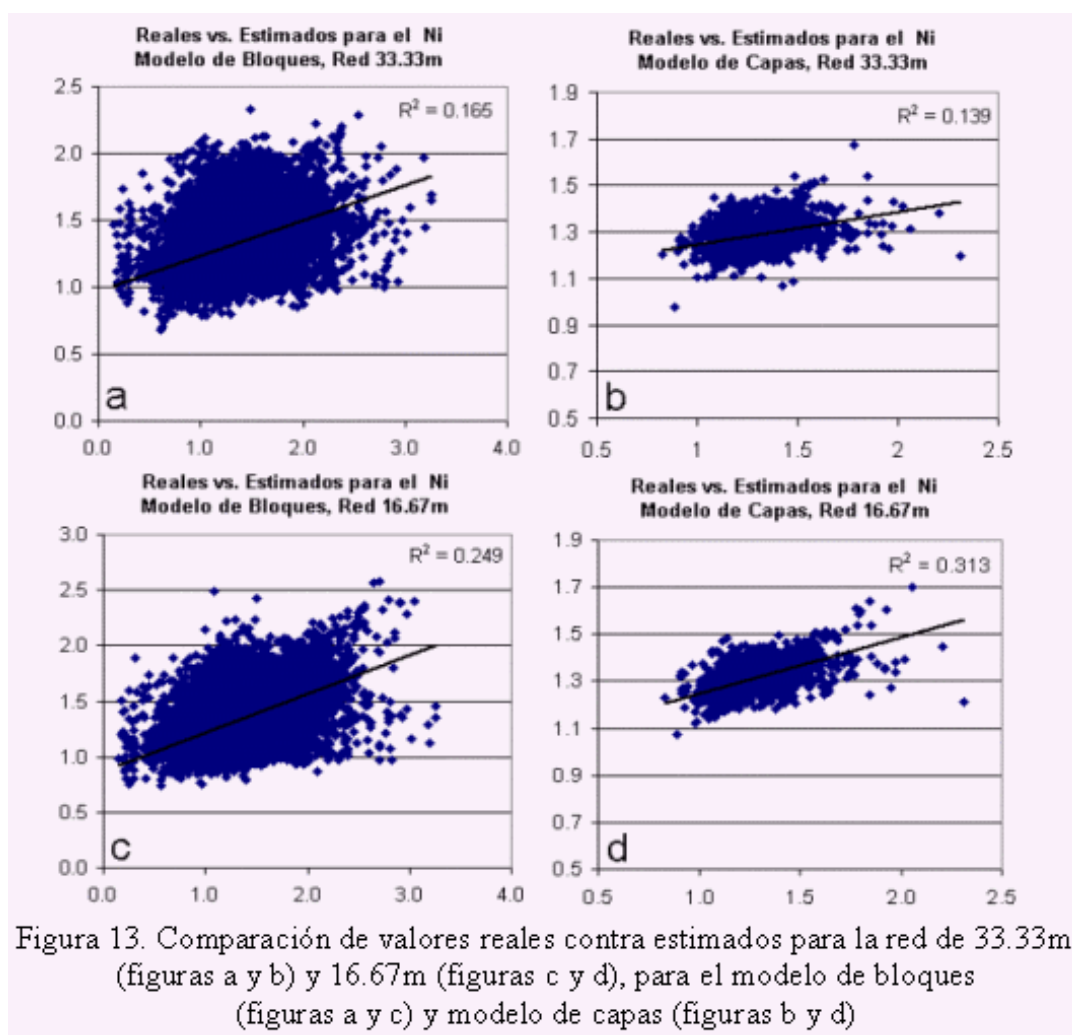 Reales vs. Estimados para el Ni
Modelo de Bloques, Red 33.33m
R² = 0.165
2.5
2.0
1.5
1.0
0.5
0.0
a
0.0 1.0 2.0 3.0 4.0
Reales vs. Estimados para el Ni
Modelo de Capas, Red 33.33m
R² = 0.139
1.9
1.7
1.5
1.3
1.1
0.9
0.7
0.5
b
0.5 1 1.5 2 2.5
Reales vs. Estimados para el Ni
Modelo de Bloques, Red 16.67m
R² = 0.249
3.0
2.5
2.0
1.5
1.0
0.5
0.0
c
0.0 1.0 2.0 3.0 4.0
Reales vs. Estimados para el Ni
Modelo de Capas, Red 16.67m
R² = 0.313
1.9
1.7
1.5
1.3
1.1
0.9
0.7
0.5
d
0.5 1.0 1.5 2.0 2.5
Figura 13. Comparación de valores reales contra estimados para la red de 33.33m
(figuras a y b) y 16.67m (figuras c y d), para el modelo de bloques
(figuras a y c) y modelo de capas (figuras b y d)